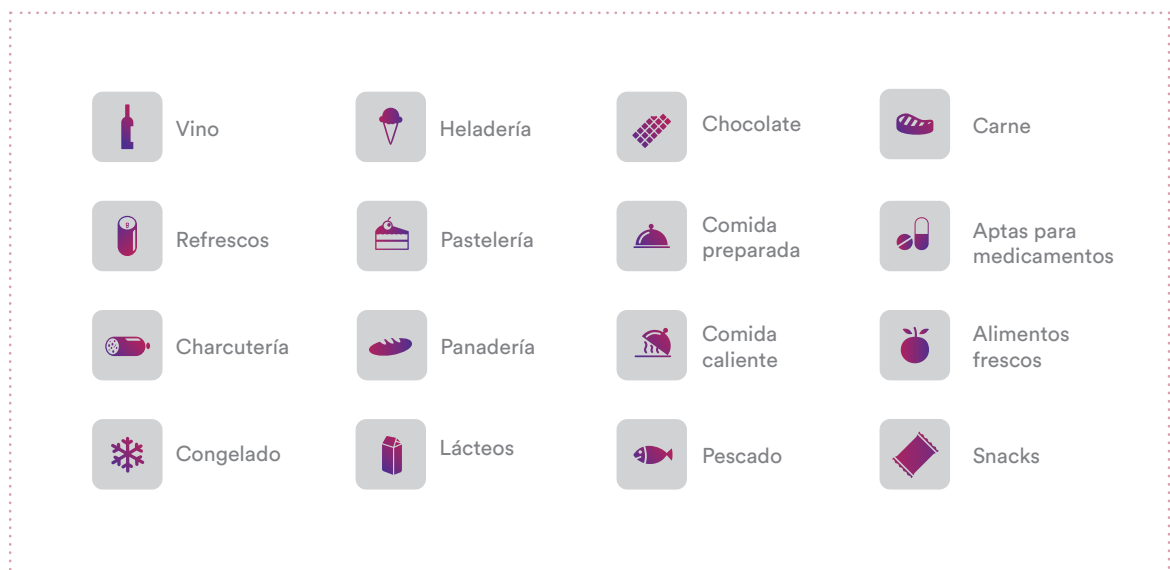 Vino
Heladería
Chocolate
Carne
Refrescos
Pastelería
Comida
preparada
Aptas para
medicamentos
Charcutería
Panadería
Comida
caliente
Alimentos
frescos
Congelado
Lácteos
Pescado
Snacks